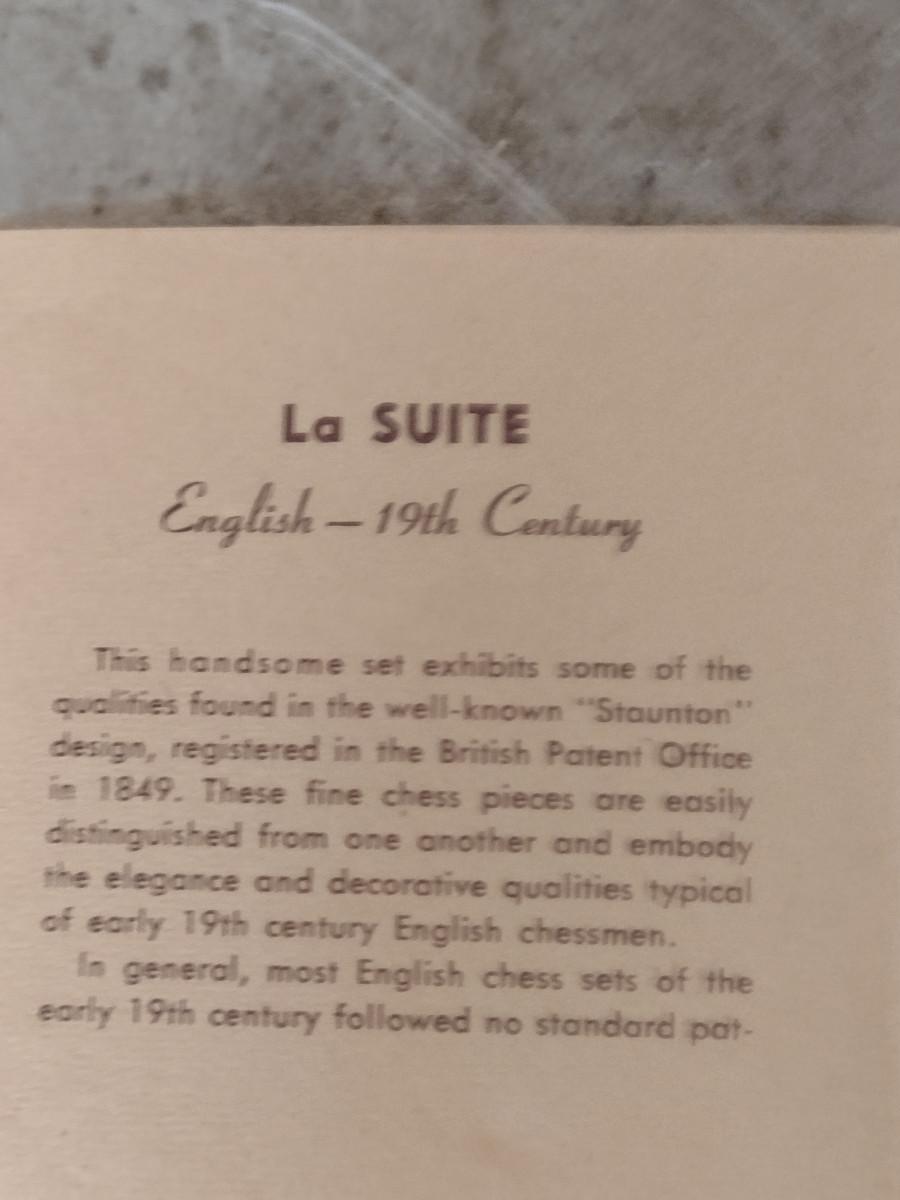 La SUITE
English — 19th Century
This handsome set exhibits some of the
qualities found in the well-known "Staunton"
design, registered in the British Patent Office
in 1849. These fine chess pieces are easily
distinguished from one another and embody
the elegance and decorative qualities typical
of early 19th century English chessmen.
In general, most English chess sets of the
early 19th century followed no standard pat-